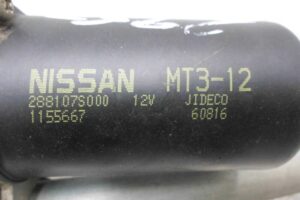 NISSAN MT3-12
288107S000 12V JIDECO
1155667 60816